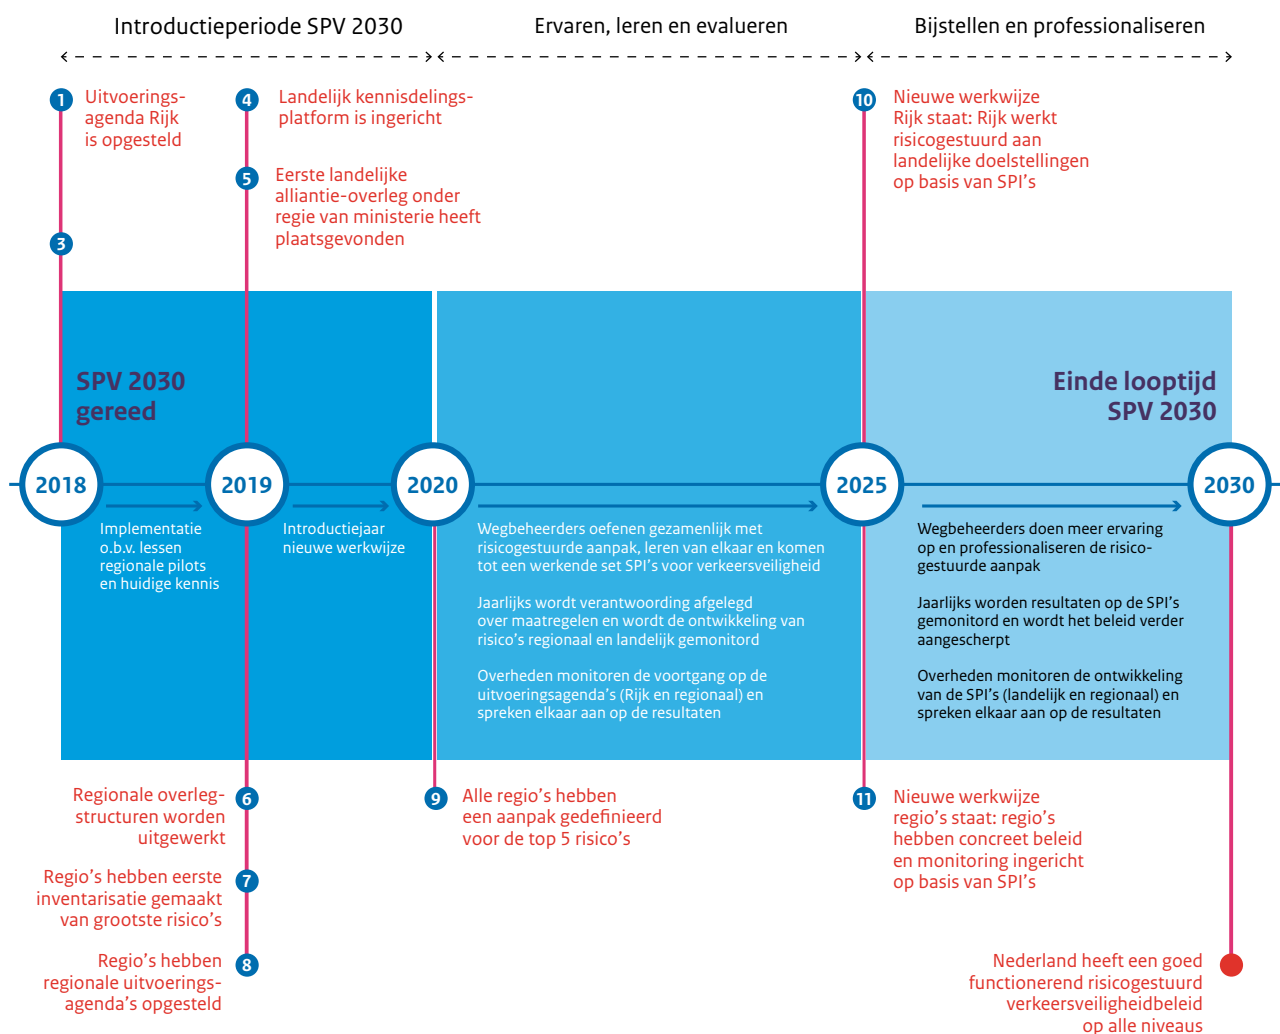 Introductieperiode SPV 2030
Ervaren, leren en evalueren
Bijstellen en professionaliseren
1
Uitvoerings-
agenda Rijk
is opgesteld
3
4
Landelijk kennisdelings-
platform is ingericht
5
Eerste landelijke
alliantie-overleg onder
regie van ministerie heeft
plaatsgevonden
10
Nieuwe werkwijze
Rijk staat: Rijk werkt
risicogestuurd aan
landelijke doelstellingen
op basis van SPI's
SPV 2030
gereed
Einde looptijd
SPV 2030
2018
2019
2020
2025
2030
Implementatie
o.b.v. lessen
regionale pilots
en huidige kennis
Introductiejaar
nieuwe werkwijze
Wegbeheerders oefenen gezamenlijk met
risicogestuurde aanpak, leren van elkaar en komen
tot een werkende set SPI's voor verkeersveiligheid
Jaarlijks wordt verantwoording afgelegd
over maatregelen en wordt de ontwikkeling van
risico's regionaal en landelijk gemonitord
Overheden monitoren de voortgang op de
uitvoeringsagenda's (Rijk en regionaal) en
spreken elkaar aan op de resultaten
Wegbeheerders doen meer ervaring
op en professionaliseren de risico-
gestuurde aanpak
Jaarlijks worden resultaten op de SPI's
gemonitord en wordt het beleid verder
aangescherpt
Overheden monitoren de ontwikkeling
van de SPI's (landelijk en regionaal) en
spreken elkaar aan op de resultaten
Regionale overleg-
structuren worden
uitgewerkt
6
Regio's hebben eerste
inventarisatie gemaakt
van grootste risico's
7
Regio's hebben
regionale uitvoerings-
agenda's opgesteld
8
9
Alle regio's hebben
een aanpak gedefinieerd
voor de top 5 risico's
11
Nieuwe werkwijze
regio's staat: regio's
hebben concreet beleid
en monitoring ingericht
op basis van SPI's
Nederland heeft een goed
functionerend risicogestuurd
verkeersveiligheidbeleid
op alle niveaus